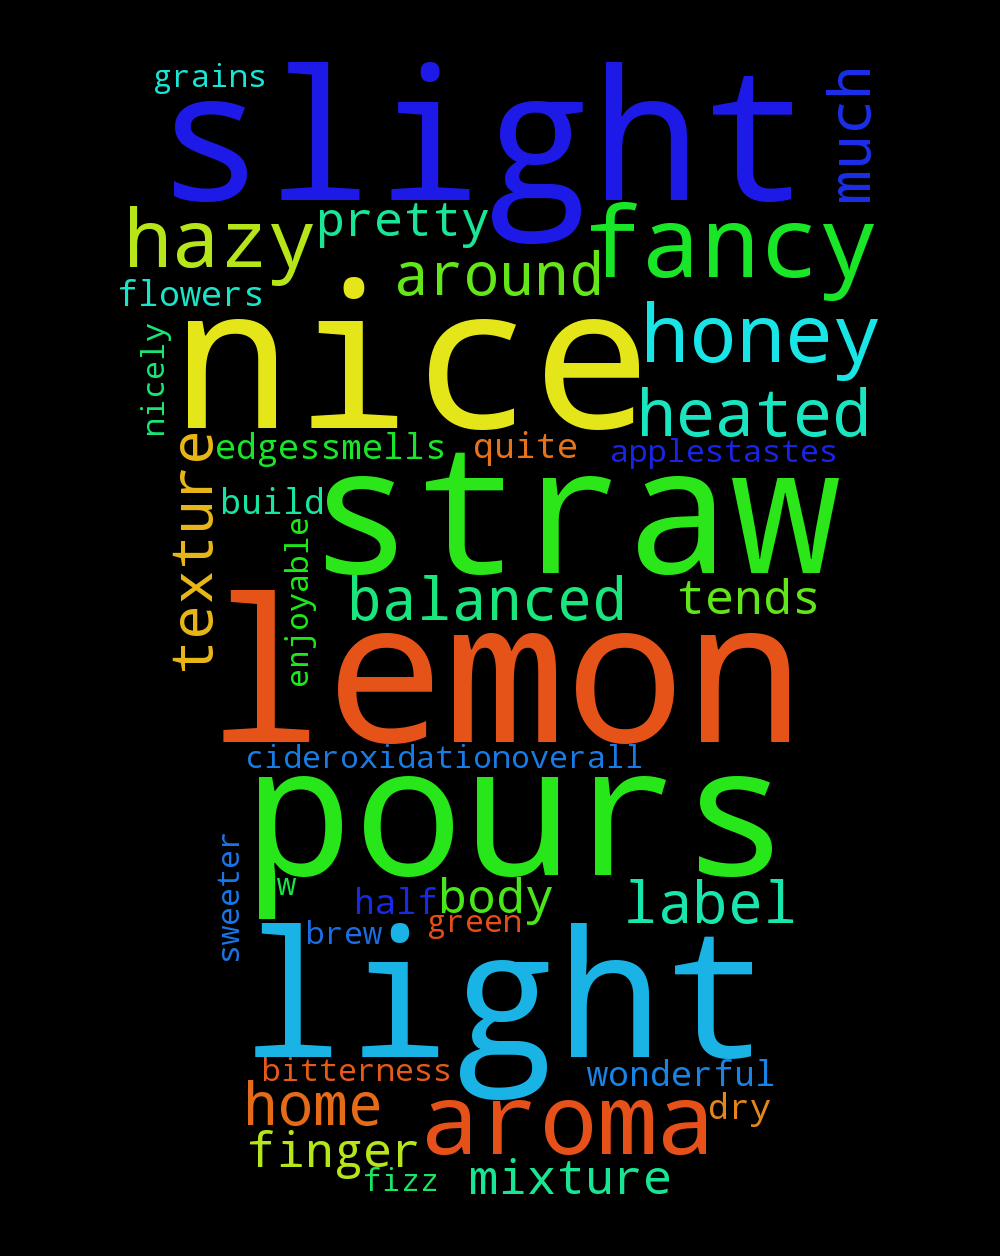 grains
slight
much
hazy
pretty
fancy
around
flowers
nice
honey
nicely
heated
edgessmells
quite
applestastes
texture
straw
build
enjoyable
balanced
tends
lemon
cideroxidationoverall
pours
sweeter
w
half
body
label
green
brew
light
bitterness
wonderful
home
aroma
dry
finger
fizz
mixture